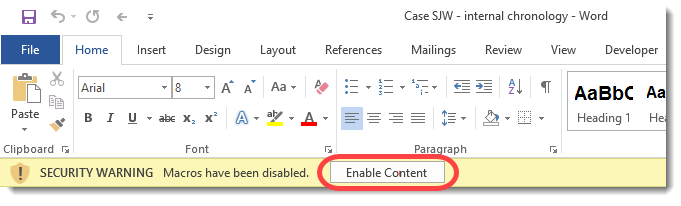 Case SJW - internal chronology - Word
File Home Insert Design Layout References Mailings Review View Developer
Paste
Arial 8 A A Aa A
B I U abc X₂ X² A ab A
A Z ¶
AaBbC
Heading 1
Clipboard Font Paragraph
SECURITY WARNING Macros have been disabled. Enable Content